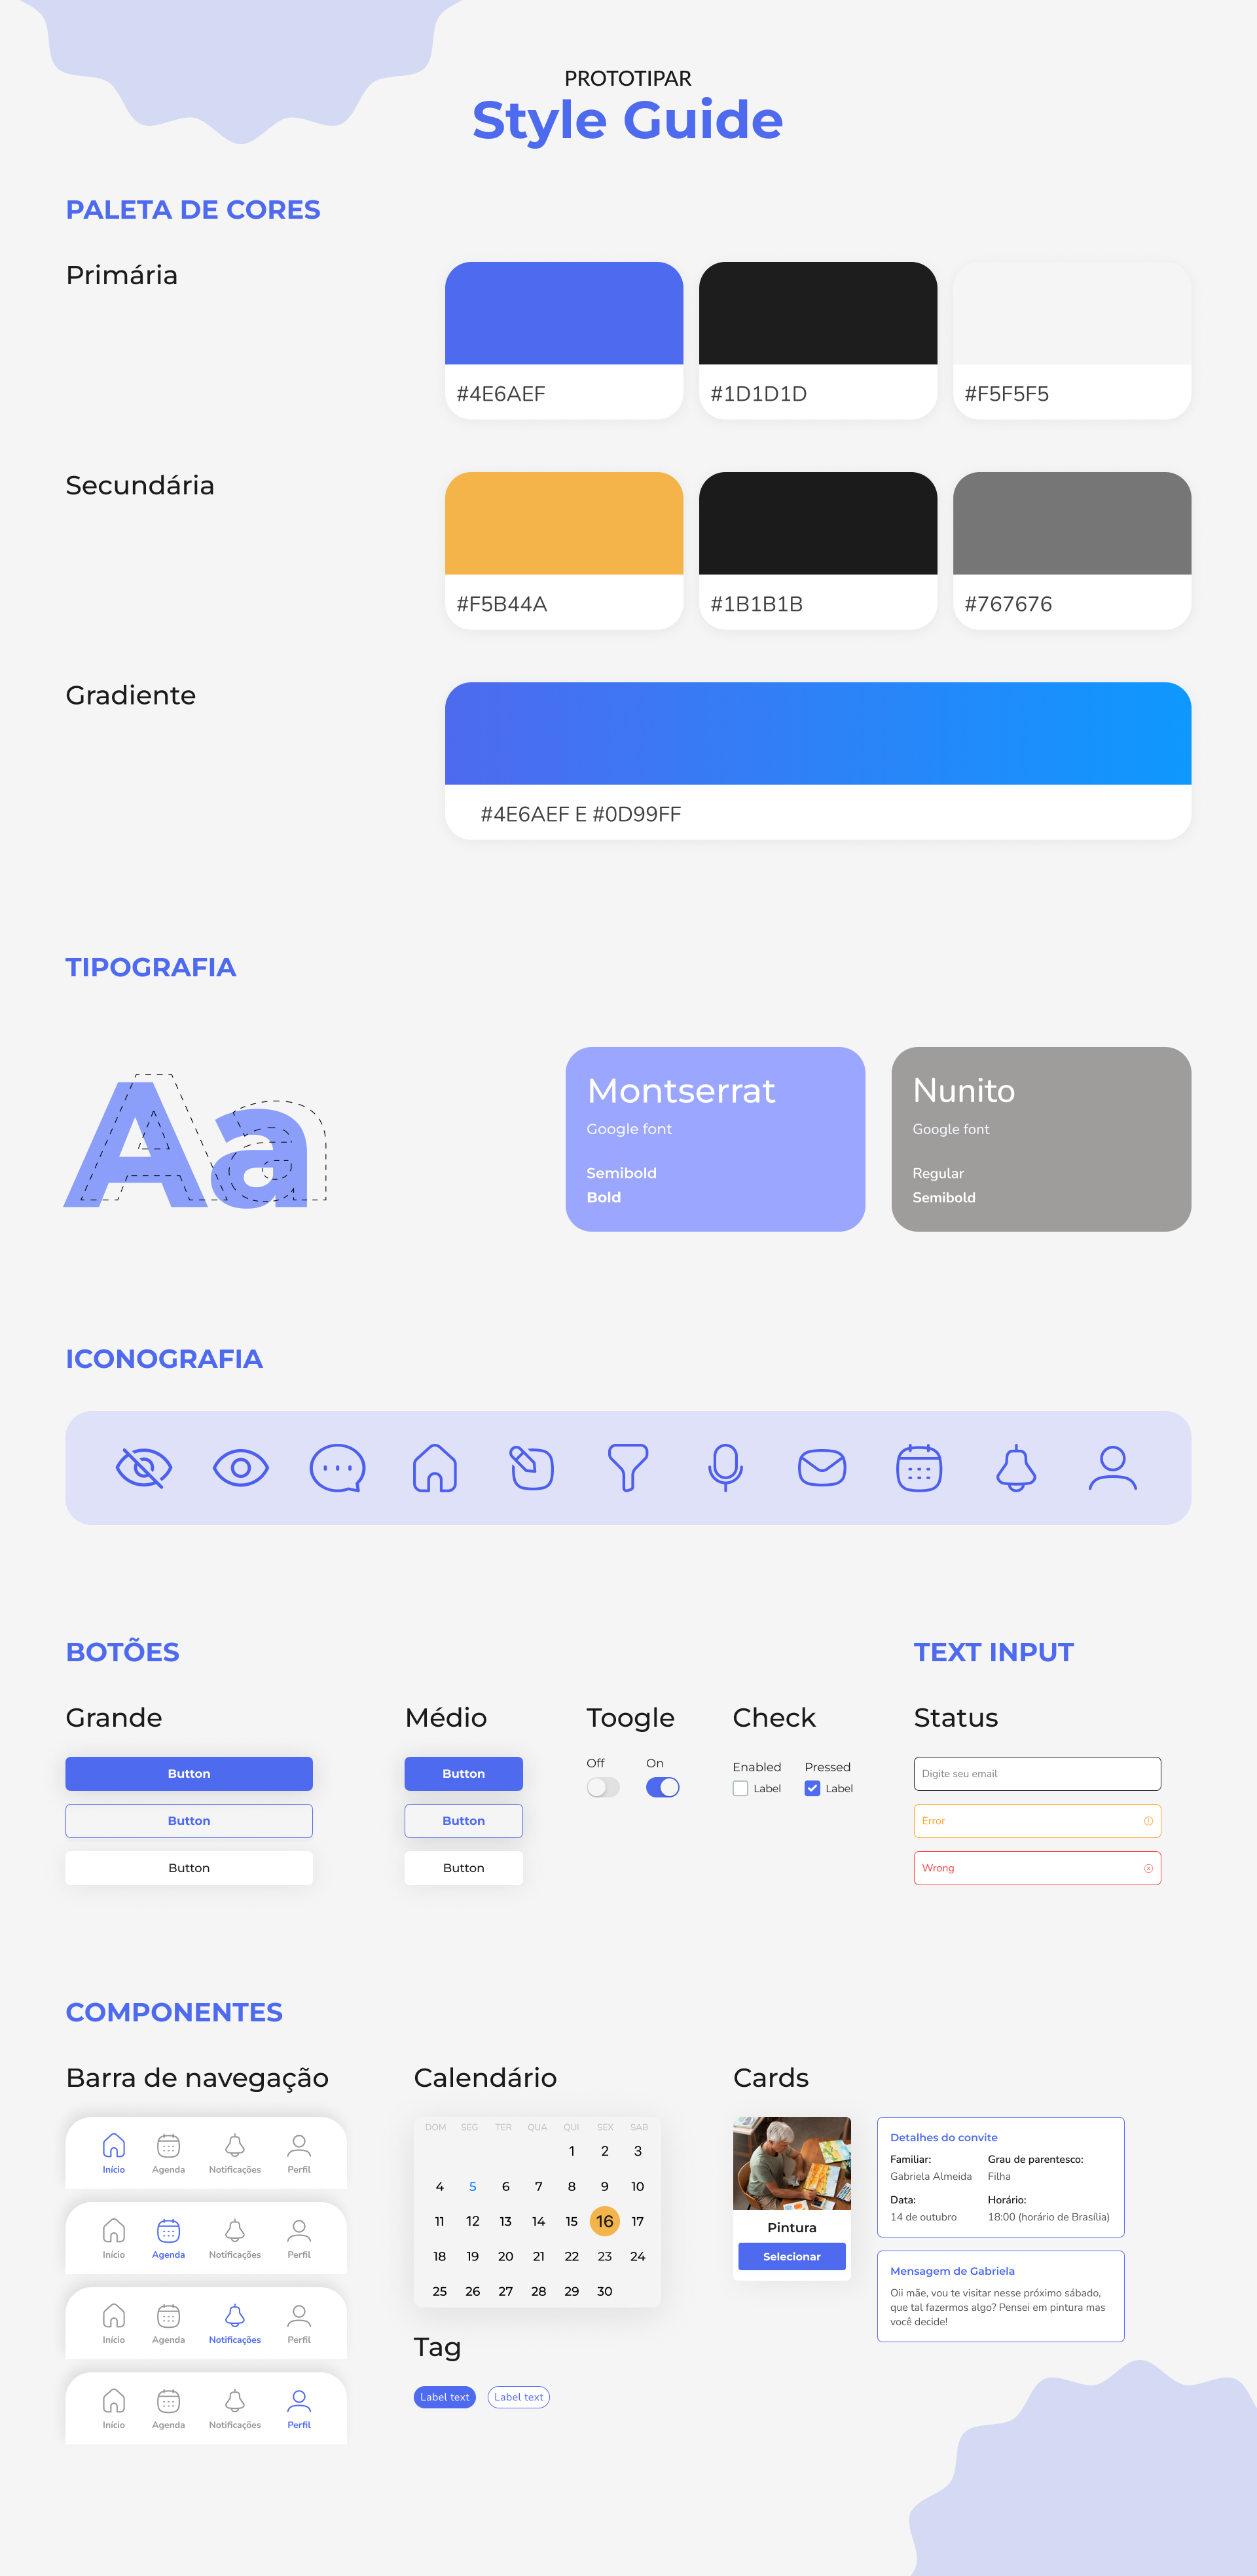 PROTOTIPAR
Style Guide
PALETA DE CORES
Primária
#4E6AEF
#1D1D1D
#F5F5F5
Secundária
#F5B44A
#1B1B1B
#767676
Gradiente
#4E6AEF E #0D99FF
TIPOGRAFIA
Aa
Montserrat
Google font
Semibold
Bold
Nunito
Google font
Regular
Semibold
ICONOGRAFIA
BOTÕES
Grande
Button
Button
Button
Médio
Button
Button
Button
Toogle
Off On
Check
Enabled Pressed
Label Label
TEXT INPUT
Status
Digite seu email
Error
Wrong
COMPONENTES
Barra de navegação
Início Agenda Notificações Perfil
Início Agenda Notificações Perfil
Início Agenda Notificações Perfil
Início Agenda Notificações Perfil
Calendário
DOM SEG TER QUA QUI SEX SAB
1 2 3
4 5 6 7 8 9 10
11 12 13 14 15 16 17
18 19 20 21 22 23 24
25 26 27 28 29 30
Tag
Label text Label text
Cards
Pintura
Selecionar
Detalhes do convite
Familiar: Grau de parentesco:
Gabriela Almeida Filha
Data: Horário:
14 de outubro 18:00 (horário de Brasília)
Mensagem de Gabriela
Oii mãe, vou te visitar nesse próximo sábado,
que tal fazermos algo? Pensei em pintura mas
você decide!